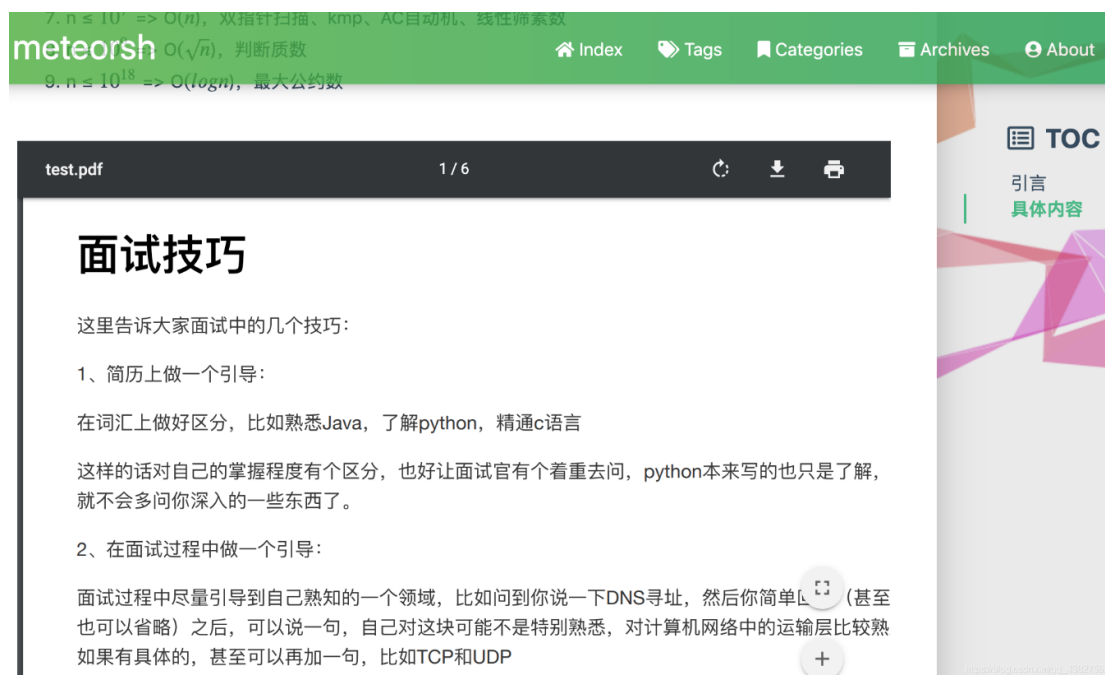 7. n ≤ 10 => O(n)，双指针扫描、kmp、AC自动机、线性筛素数
meteorsh
Index Tags Categories Archives About
=> O(√n)，判断质数
9. n ≤ 10^18 => O(logn)，最大公约数
TOC
引言
具体内容
test.pdf 1 / 6
面试技巧
这里告诉大家面试中的几个技巧：
1、简历上做一个引导：
在词汇上做好区分，比如熟悉Java，了解python，精通c语言
这样的话对自己的掌握程度有个区分，也好让面试官有个着重去问，python本来写的也只是了解，
就不会多问你深入的一些东西了。
2、在面试过程中做一个引导：
面试过程中尽量引导到自己熟知的一个领域，比如问到你说一下DNS寻址，然后你简单（甚至
也可以省略）之后，可以说一句，自己对这块可能不是特别熟悉，对计算机网络中的运输层比较熟
如果有具体的，甚至可以再加一句，比如TCP和UDP